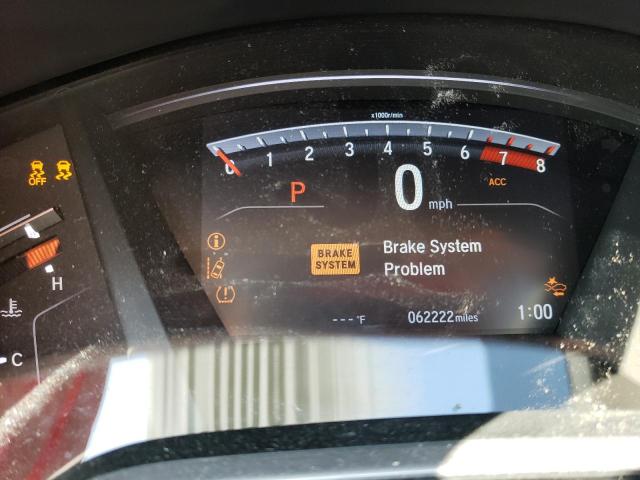 x1000r/min
0 1 2 3 4 5 6 7 8
OFF
P
0 mph
ACC
BRAKE SYSTEM
Brake System
Problem
H
C
---°F
062222 miles
1:00